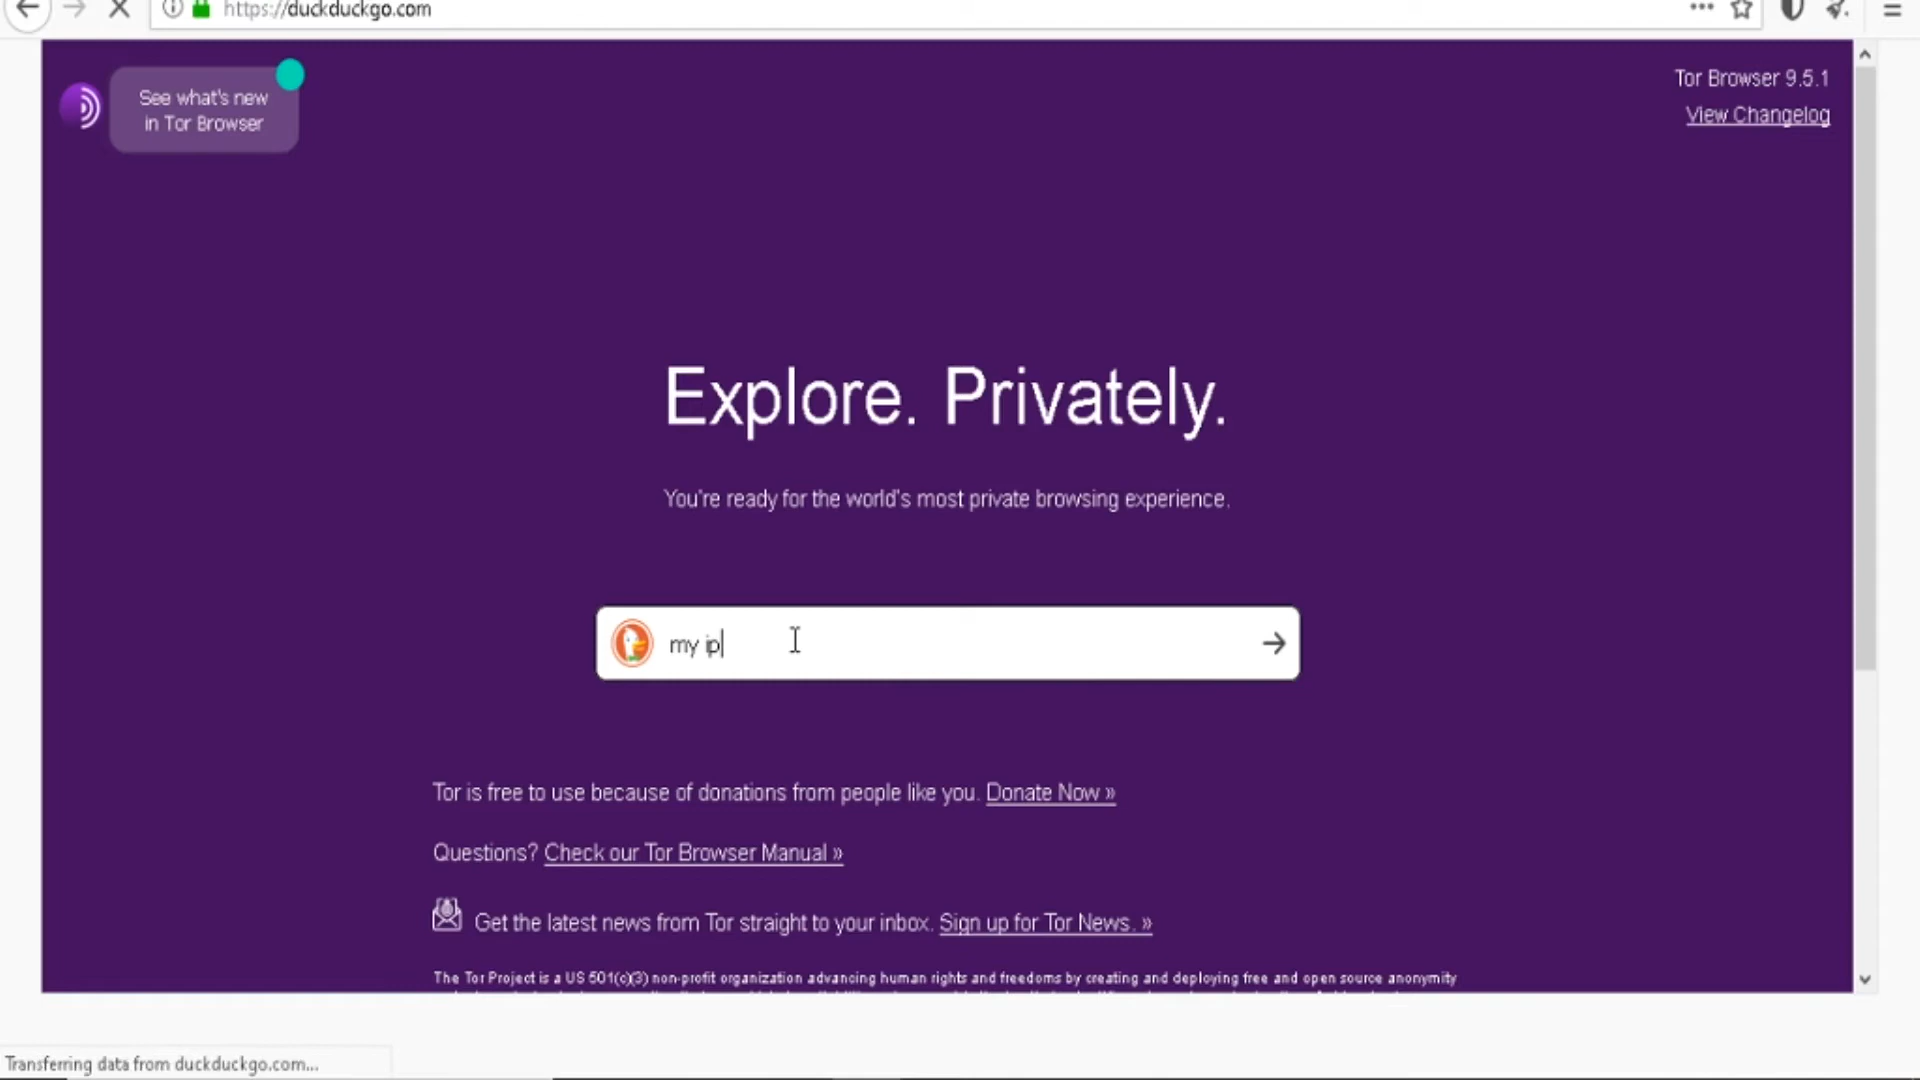 https://duckduckgo.com
See what's new
in Tor Browser
Tor Browser 9.5.1
View Changelog
Explore. Privately.
You're ready for the world's most private browsing experience.
my ip
Tor is free to use because of donations from people like you. Donate Now »
Questions? Check our Tor Browser Manual »
Get the latest news from Tor straight to your inbox. Sign up for Tor News. »
The Tor Project is a US 501(c)(3) non-profit organization advancing human rights and freedoms by creating and deploying free and open source anonymity
Transferring data from duckduckgo.com...